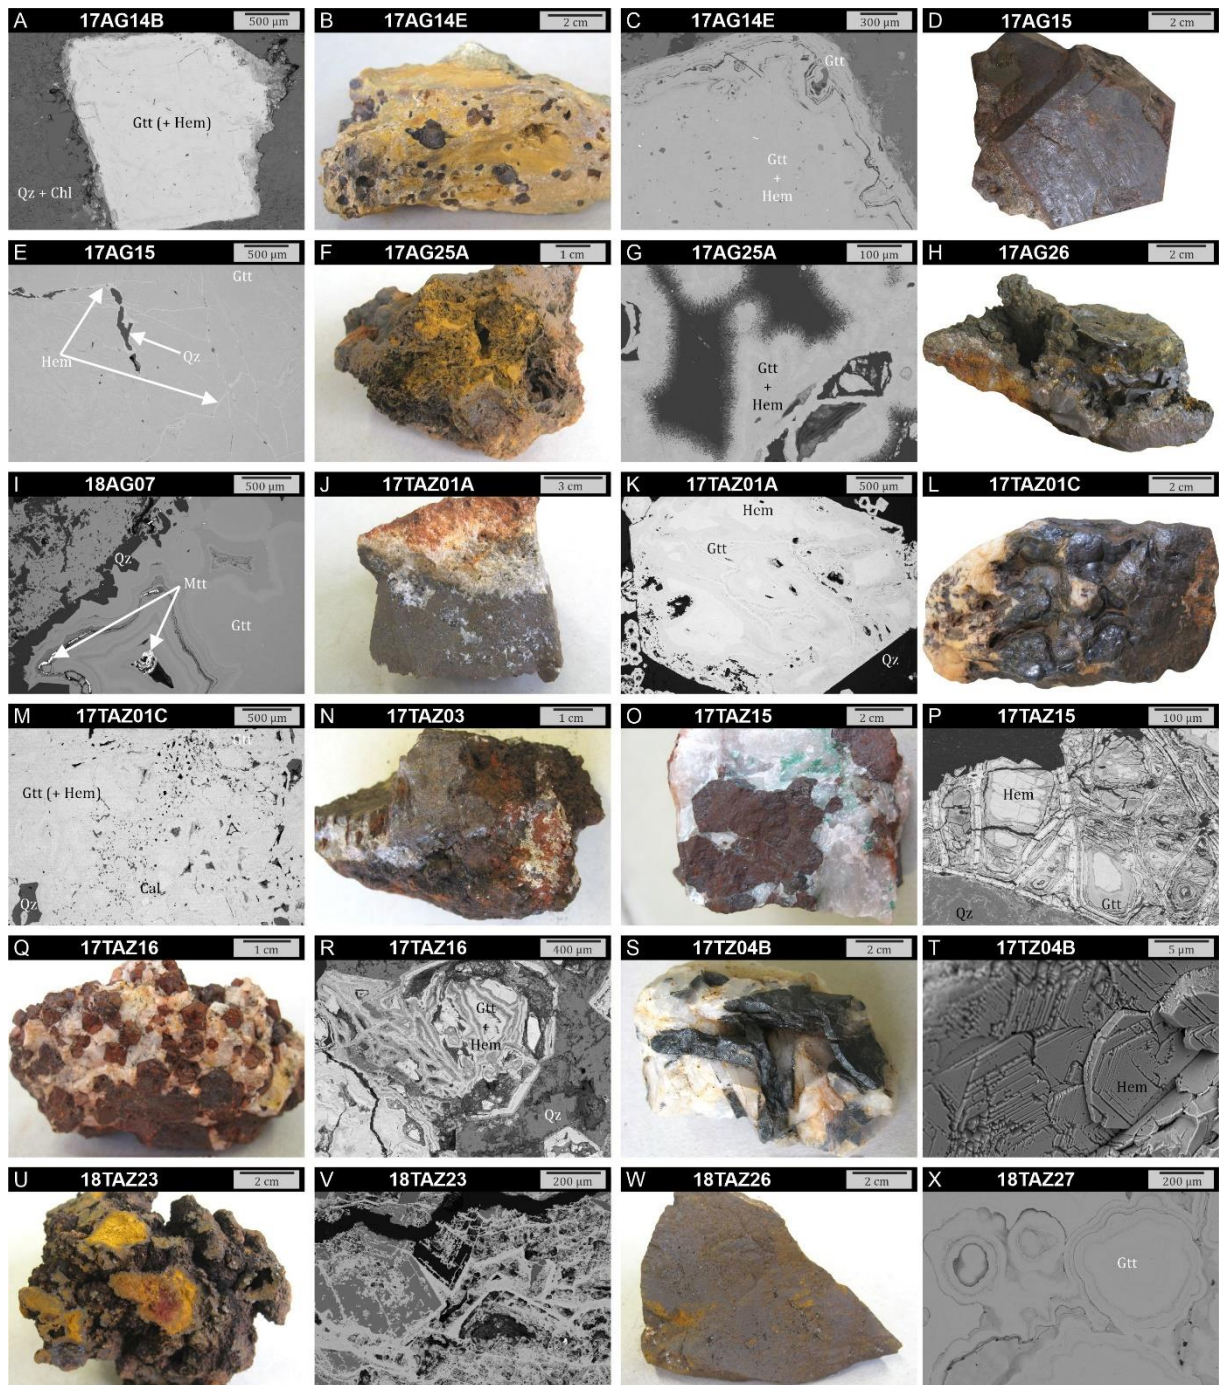 A 17AG14B 500 µm
Gtt (+ Hem)
Qz + Chl
B 17AG14E 2 cm
C 17AG14E 300 µm
Gtt
Gtt
+
Hem
D 17AG15 2 cm
E 17AG15 500 µm
Gtt
Hem
Qz
F 17AG25A 1 cm
G 17AG25A 100 µm
Gtt
+
Hem
H 17AG26 2 cm
I 18AG07 500 µm
Qz
Mtt
Gtt
J 17TAZ01A 3 cm
K 17TAZ01A 500 µm
Hem
Gtt
Qz
L 17TAZ01C 2 cm
M 17TAZ01C 500 µm
Gtt (+ Hem)
Cal
Qz
N 17TAZ03 1 cm
O 17TAZ15 2 cm
P 17TAZ15 100 µm
Hem
Gtt
Qz
Q 17TAZ16 1 cm
R 17TAZ16 400 µm
Gtt
+
Hem
Qz
S 17TZ04B 2 cm
T 17TZ04B 5 µm
Hem
U 18TAZ23 2 cm
V 18TAZ23 200 µm
W 18TAZ26 2 cm
X 18TAZ27 200 µm
Gtt